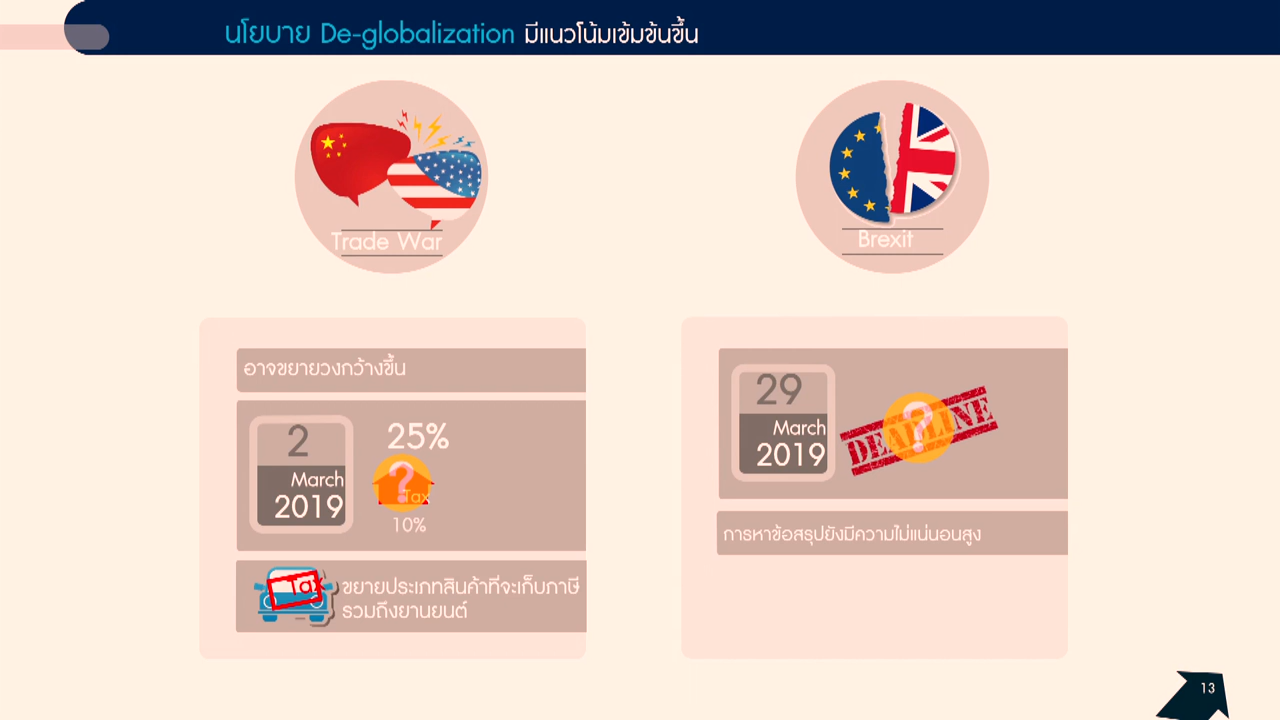 นโยบาย De-globalization มีแนวโน้มเข้มข้นขึ้น
Trade War
Brexit
อาจขยายวงกว้างขึ้น
2
March
2019
25%
?
Tax
10%
Tax
ขยายประเภทสินค้าที่จะเก็บภาษี
รวมถึงยานยนต์
29
March
2019
DEADLINE
?
การหาข้อสรุปยังมีความไม่แน่นอนสูง
13